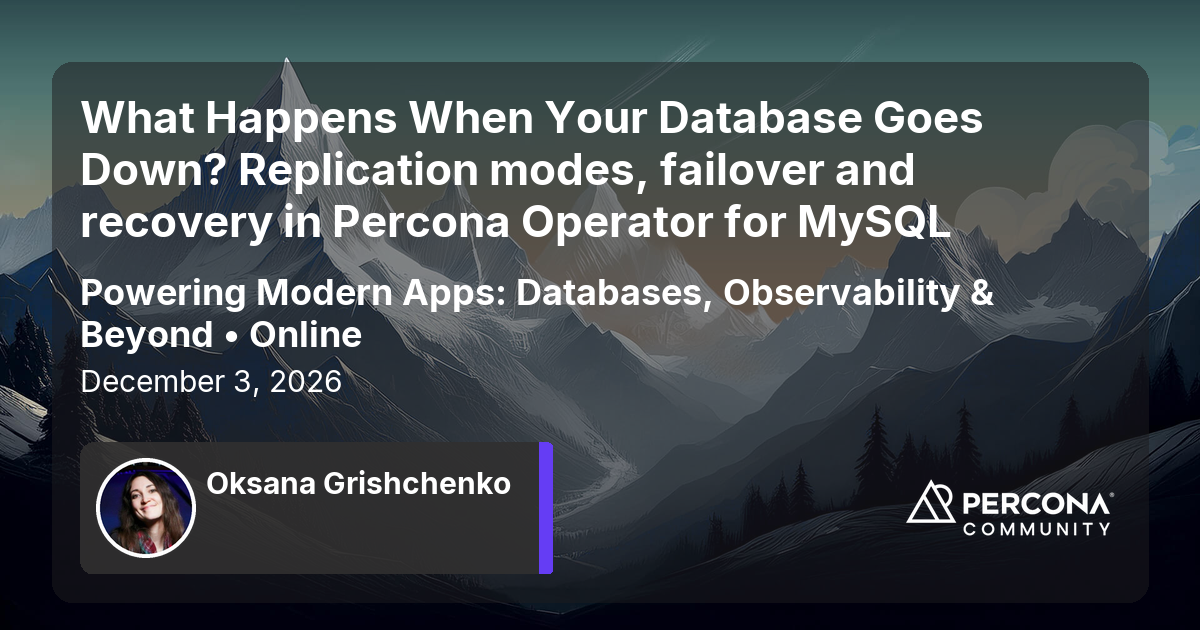 What Happens When Your Database Goes
Down? Replication modes, failover and
recovery in Percona Operator for MySQL
Powering Modern Apps: Databases, Observability &
Beyond • Online
December 3, 2026
Oksana Grishchenko
PERCONA®
COMMUNITY